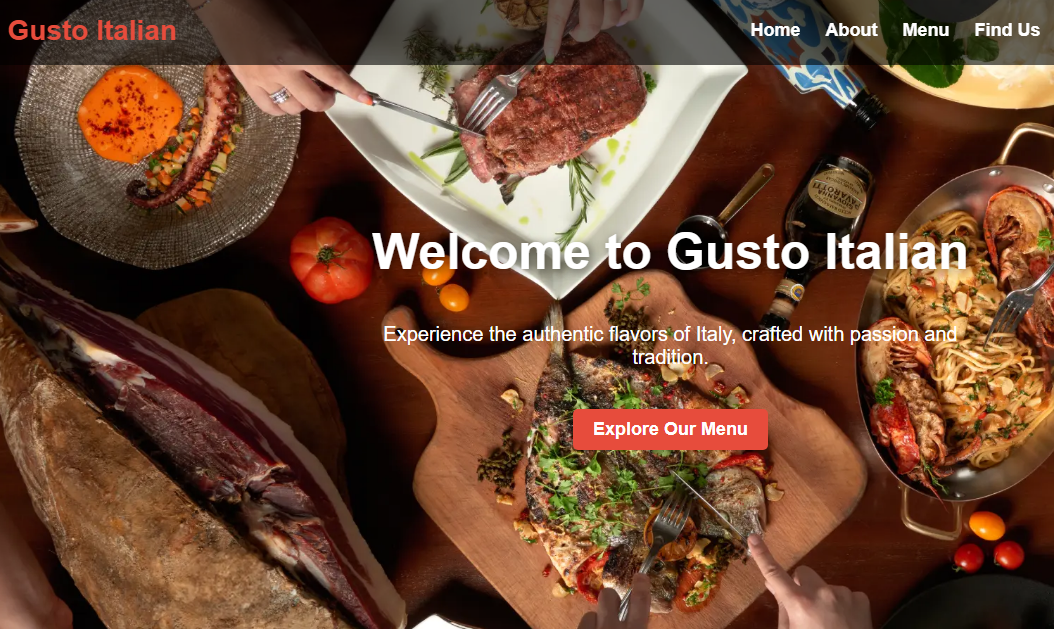 Gusto Italian
Home About Menu Find Us
Welcome to Gusto Italian
Experience the authentic flavors of Italy, crafted with passion and
tradition.
Explore Our Menu